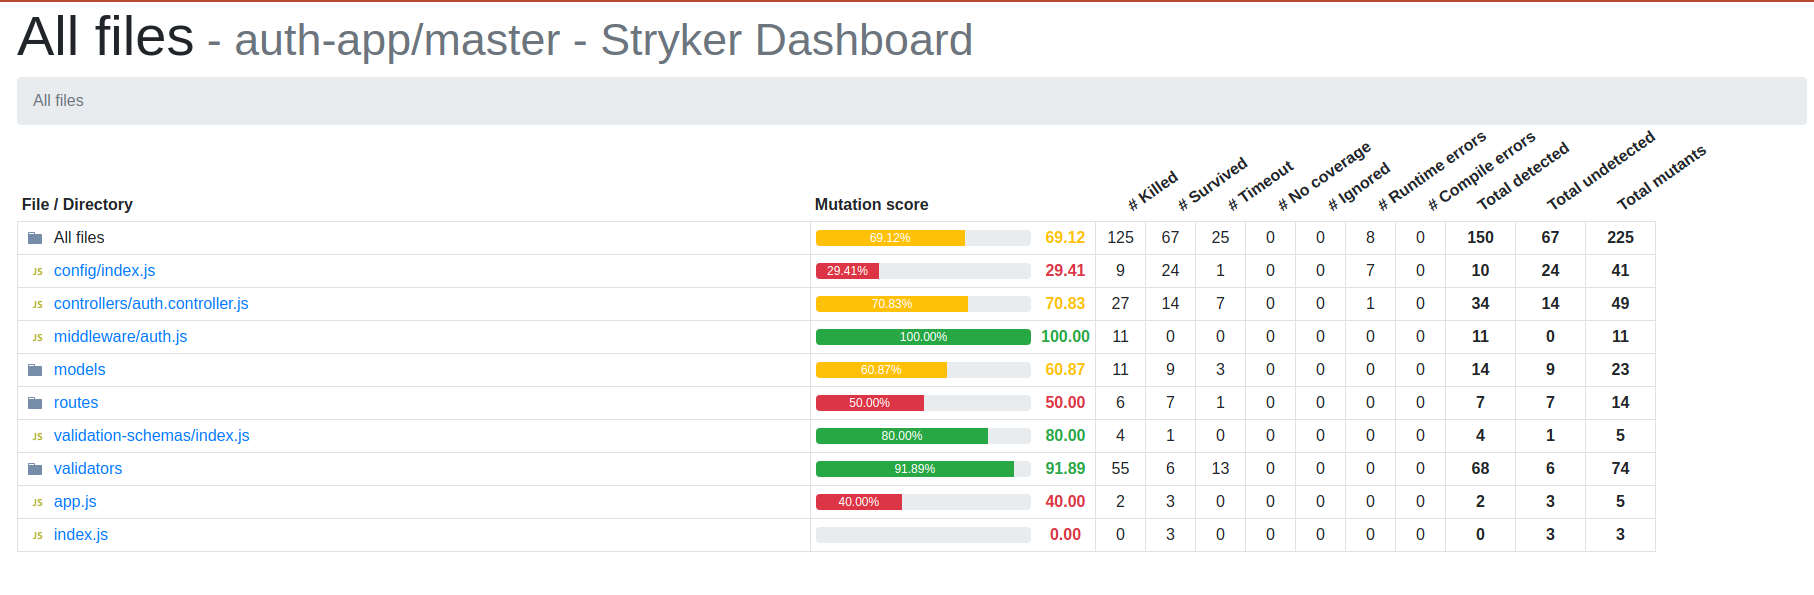 All files - auth-app/master - Stryker Dashboard
All files
File / Directory Mutation score # Killed # Survived # Timeout # No coverage # Ignored # Runtime errors # Compile errors Total detected Total undetected Total mutants
All files 69.12% 69.12 125 67 25 0 0 8 0 150 67 225
JS config/index.js 29.41% 29.41 9 24 1 0 0 7 0 10 24 41
JS controllers/auth.controller.js 70.83% 70.83 27 14 7 0 0 1 0 34 14 49
JS middleware/auth.js 100.00% 100.00 11 0 0 0 0 0 0 11 0 11
models 60.87% 60.87 11 9 3 0 0 0 0 14 9 23
routes 50.00% 50.00 6 7 1 0 0 0 0 7 7 14
JS validation-schemas/index.js 80.00% 80.00 4 1 0 0 0 0 0 4 1 5
validators 91.89% 91.89 55 6 13 0 0 0 0 68 6 74
JS app.js 40.00% 40.00 2 3 0 0 0 0 0 2 3 5
JS index.js 0.00 0 3 0 0 0 0 0 0 3 3